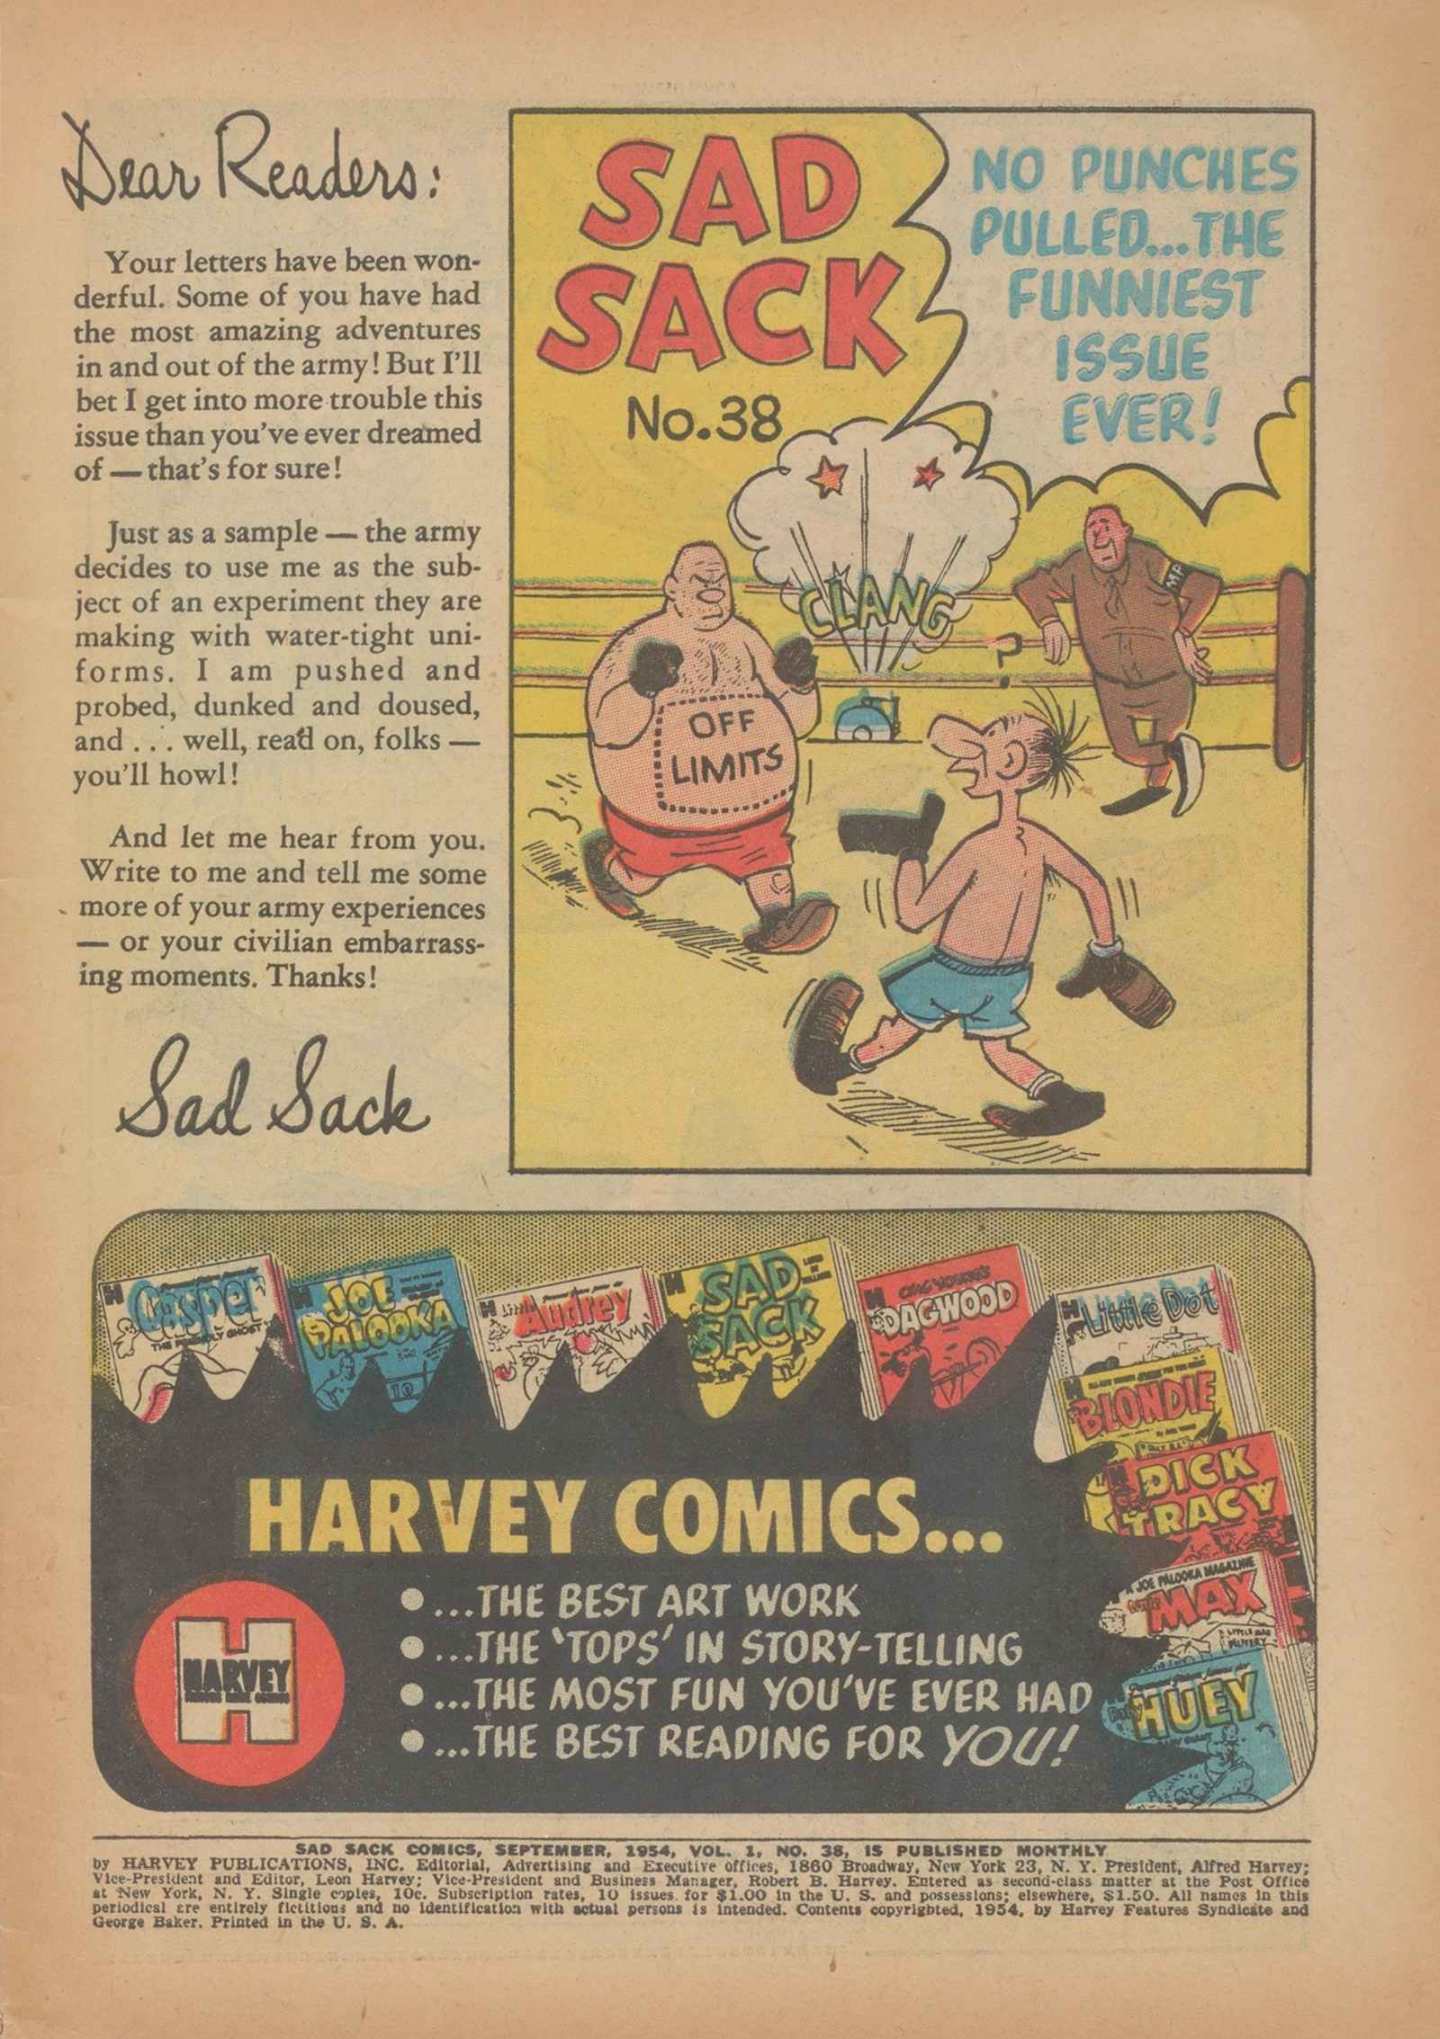 Dear Readers:
Your letters have been won-
derful. Some of you have had
the most amazing adventures
in and out of the army! But I'll
bet I get into more trouble this
issue than you've ever dreamed
of — that's for sure!
Just as a sample — the army
decides to use me as the sub-
ject of an experiment they are
making with water-tight uni-
forms. I am pushed and
probed, dunked and doused,
and . . . well, read on, folks —
you'll howl!
And let me hear from you.
Write to me and tell me some
more of your army experiences
— or your civilian embarrass-
ing moments. Thanks!
Sad Sack
SAD
SACK
No.38
NO PUNCHES
PULLED...THE
FUNNIEST
ISSUE
EVER!
CLANG
MP
?
OFF
LIMITS
Casper
THE FRIENDLY GHOST
JOE
PALOOKA
Little Audrey
SAD
SACK
CHIC YOUNG'S
DAGWOOD
Little Dot
BLONDIE
DICK
TRACY
A JOE PALOOKA MAGAZINE
MAX
Baby HUEY
HARVEY COMICS...
...THE BEST ART WORK
...THE 'TOPS' IN STORY-TELLING
...THE MOST FUN YOU'VE EVER HAD
...THE BEST READING FOR YOU!
HARVEY
SAD SACK COMICS, SEPTEMBER, 1954, VOL. 1, NO. 38, IS PUBLISHED MONTHLY
by HARVEY PUBLICATIONS, INC. Editorial, Advertising and Executive offices, 1860 Broadway, New York 23, N. Y. President, Alfred Harvey;
Vice-President and Editor, Leon Harvey; Vice-President and Business Manager, Robert B. Harvey. Entered as second-class matter at the Post Office
at New York, N. Y. Single copies, 10c. Subscription rates, 10 issues for $1.00 in the U. S. and possessions; elsewhere, $1.50. All names in this
periodical are entirely fictitious and no identification with actual persons is intended. Contents copyrighted, 1954, by Harvey Features Syndicate and
George Baker. Printed in the U. S. A.